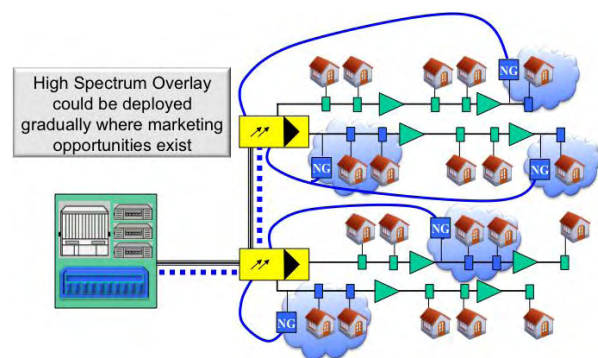 High Spectrum Overlay
could be deployed
gradually where marketing
opportunities exist
NG
NG
NG
NG
NG